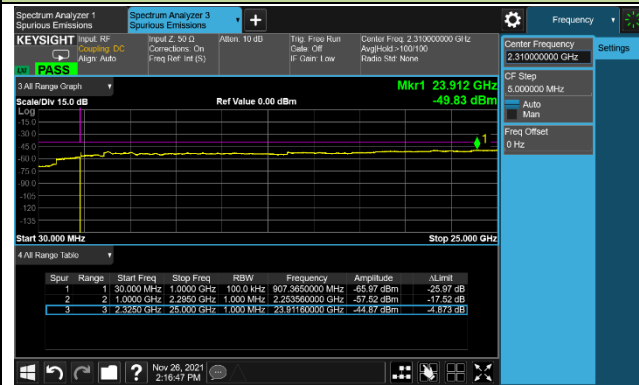 Spectrum Analyzer 1
Spurious Emissions
Spectrum Analyzer 3
Spurious Emissions
+
Frequency
KEYSIGHT
Input: RF
Coupling: DC
Align: Auto
Input Z: 50 Ω
Corrections: On
Freq Ref: Int (S)
Atten: 10 dB
Trig: Free Run
Gate: Off
IF Gain: Low
Center Freq: 2.310000000 GHz
Avg|Hold:>100/100
Radio Std: None
PASS
3 All Range Graph
Mkr1 23.912 GHz
-49.83 dBm
Scale/Div 15.0 dB
Ref Value 0.00 dBm
Log
-15.0
-30.0
-45.0
-60.0
-75.0
-90.0
-105
-120
-135
1
Start 30.000 MHz
Stop 25.000 GHz
4 All Range Table
Spur Range Start Freq Stop Freq RBW Frequency Amplitude ΔLimit
1 1 30.000 MHz 1.0000 GHz 100.0 kHz 907.3650000 MHz -65.97 dBm -25.97 dB
2 2 1.0000 GHz 2.2950 GHz 1.000 MHz 2.253560000 GHz -57.52 dBm -17.52 dB
3 3 2.3250 GHz 25.000 GHz 1.000 MHz 23.91160000 GHz -44.87 dBm -4.873 dB
Center Frequency
2.310000000 GHz
Settings
CF Step
5.000000 MHz
Auto
Man
Freq Offset
0 Hz
?
Nov 26, 2021
2:16:47 PM